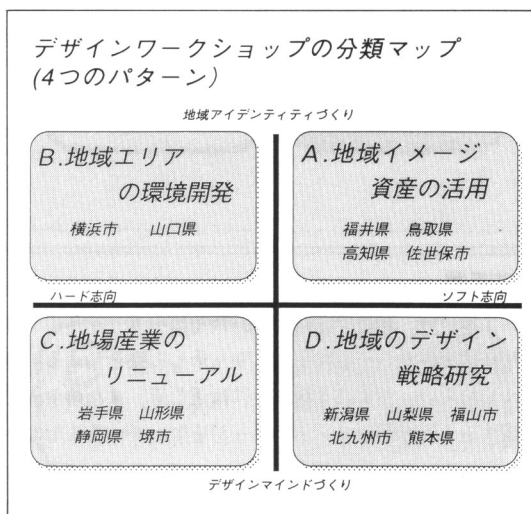 デザインワークショップの分類マップ
(4つのパターン)
地域アイデンティティづくり
B.地域エリア
の環境開発
横浜市 山口県
A.地域イメージ
資産の活用
福井県 鳥取県
高知県 佐世保市
ハード志向
ソフト志向
C.地場産業の
リニューアル
岩手県 山形県
静岡県 堺市
D.地域のデザイン
戦略研究
新潟県 山梨県 福山市
北九州市 熊本県
デザインマインドづくり